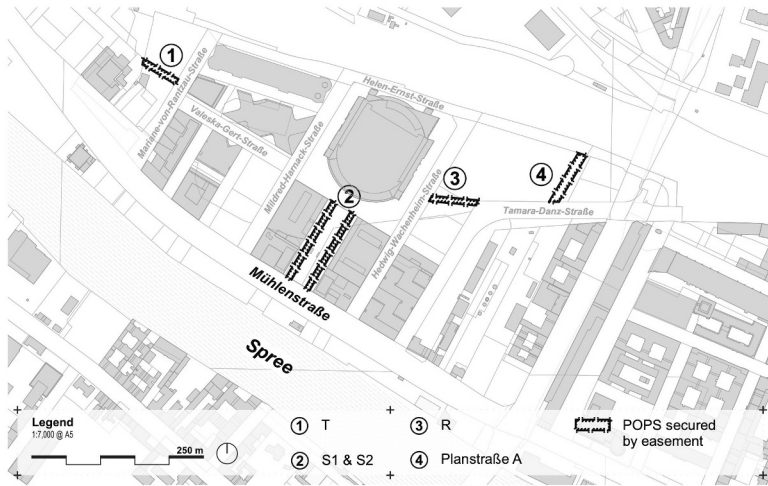 1
Mariane-von-Rantzau-Straße
Valeska-Gert-Straße
Helen-Ernst-Straße
Mildred-Harnack-Straße
2
Hedwig-Wachenheim-Straße
3
4
Tamara-Danz-Straße
Mühlenstraße
Spree
Legend
1:7,000 @ A5
250 m
1 T
2 S1 & S2
3 R
4 Planstraße A
POPS secured
by easement